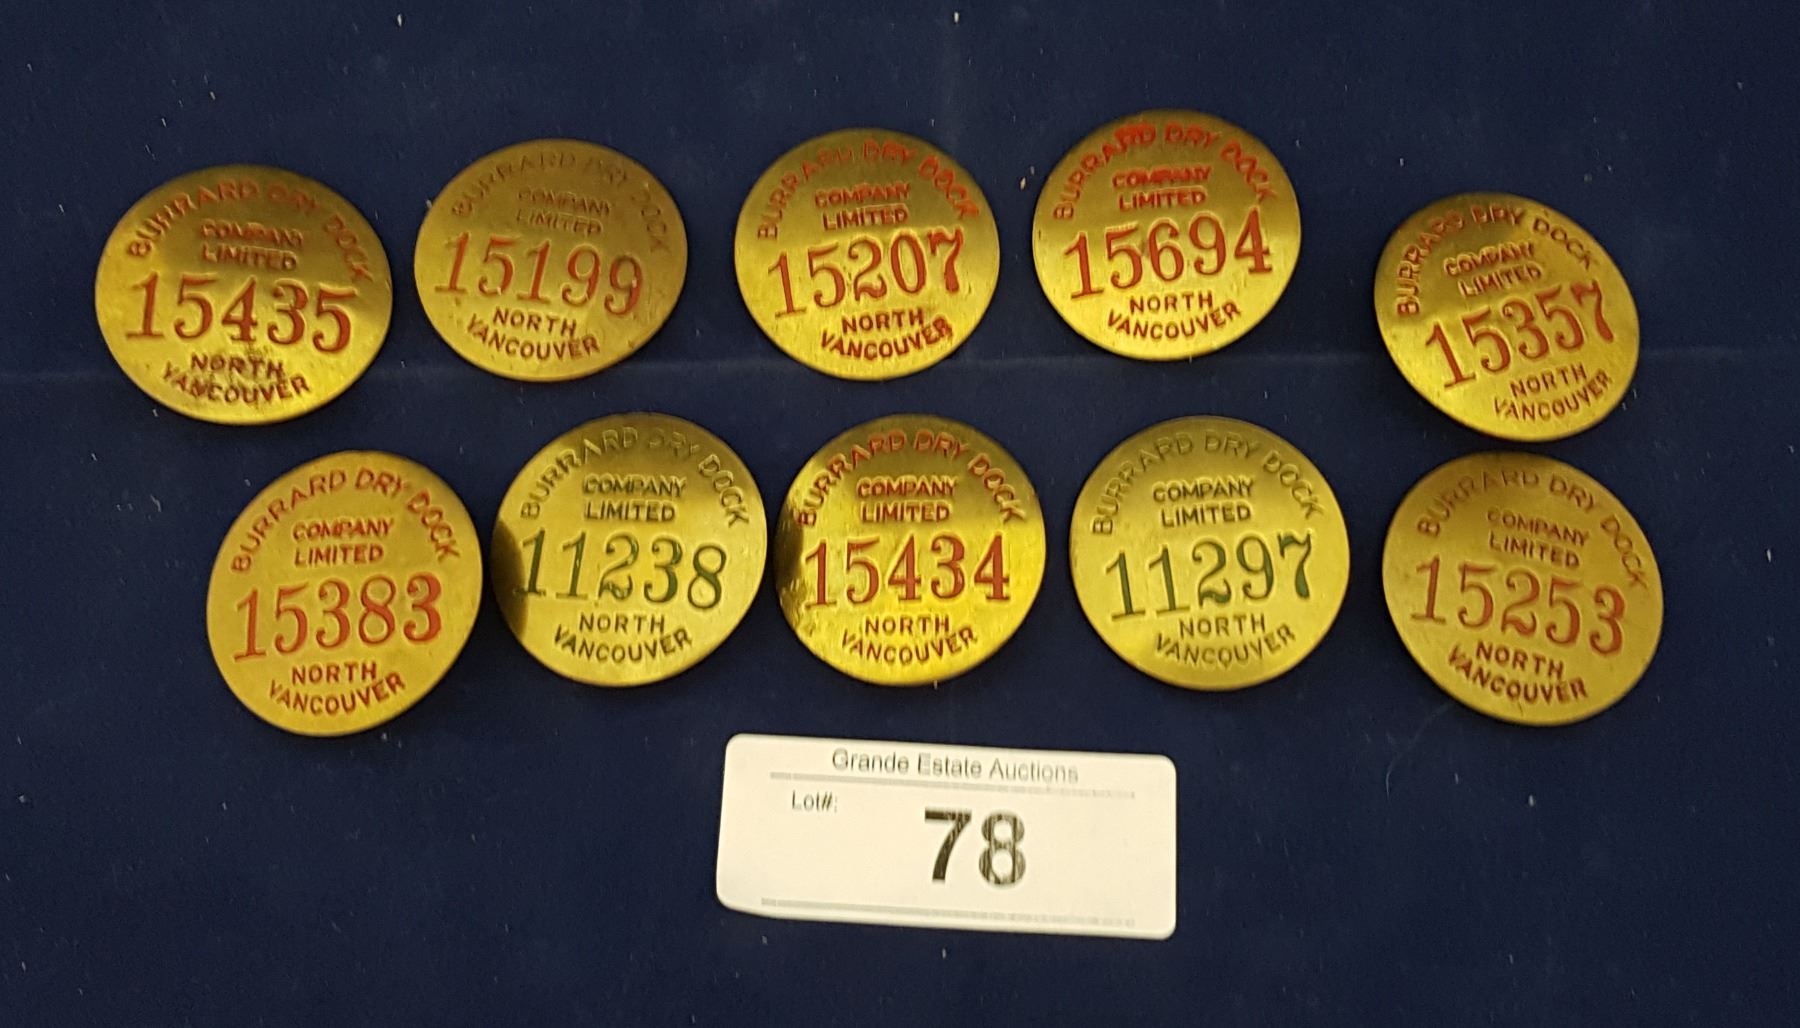 BURRARD DRY DOCK
COMPANY
LIMITED
15435
NORTH
VANCOUVER
BURRARD DRY DOCK
COMPANY
LIMITED
15199
NORTH
VANCOUVER
BURRARD DRY DOCK
COMPANY
LIMITED
15207
NORTH
VANCOUVER
BURRARD DRY DOCK
COMPANY
LIMITED
15694
NORTH
VANCOUVER
BURRARD DRY DOCK
COMPANY
LIMITED
15357
NORTH
VANCOUVER
BURRARD DRY DOCK
COMPANY
LIMITED
15383
NORTH
VANCOUVER
BURRARD DRY DOCK
COMPANY
LIMITED
11238
NORTH
VANCOUVER
BURRARD DRY DOCK
COMPANY
LIMITED
15434
NORTH
VANCOUVER
BURRARD DRY DOCK
COMPANY
LIMITED
11297
NORTH
VANCOUVER
BURRARD DRY DOCK
COMPANY
LIMITED
15253
NORTH
VANCOUVER
Grande Estate Auctions
Lot#:
78